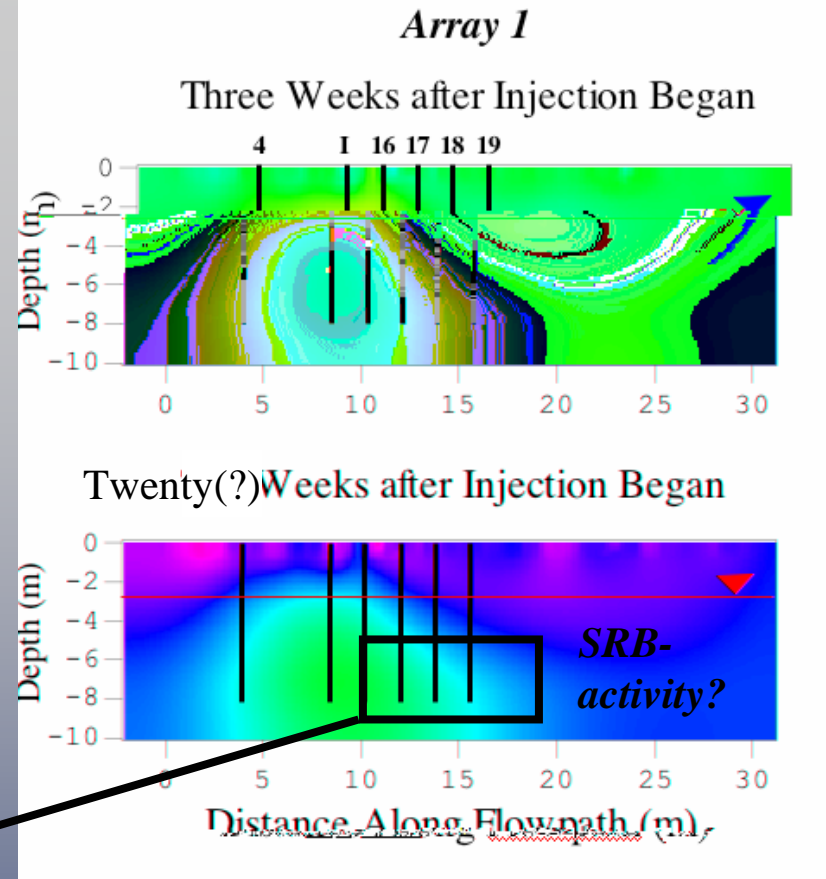 Array 1
Three Weeks after Injection Began
4 I 16 17 18 19
Depth (m)
0
-2
-4
-6
-8
-10
0 5 10 15 20 25 30
Twenty(?)Weeks after Injection Began
Depth (m)
0
-2
-4
-6
-8
-10
SRB-
activity?
0 5 10 15 20 25 30
Distance Along Flowpath (m)